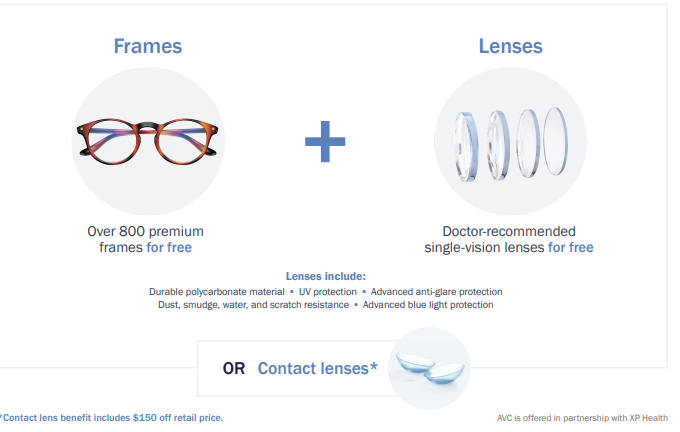 Frames
Lenses
Over 800 premium
frames for free
Doctor-recommended
single-vision lenses for free
Lenses include:
Durable polycarbonate material • UV protection • Advanced anti-glare protection
Dust, smudge, water, and scratch resistance • Advanced blue light protection
OR Contact lenses*
*Contact lens benefit includes $150 off retail price.
AVC is offered in partnership with XP Health